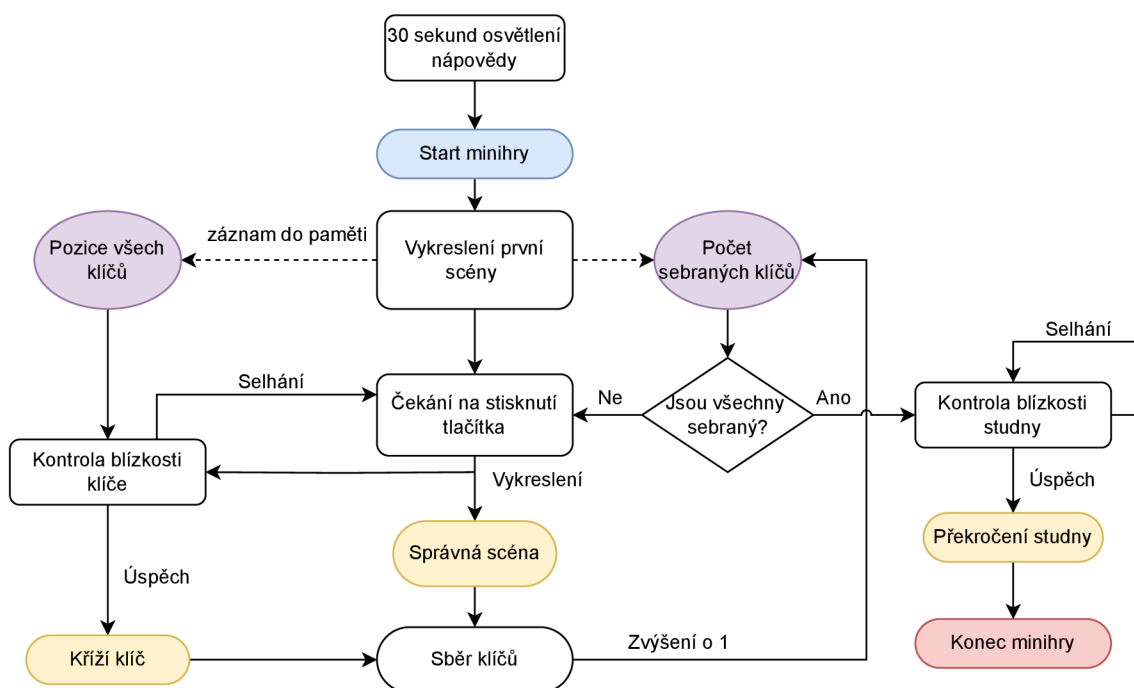 30 sekund osvětlení
nápovědy
Start minihry
Pozice všech
klíčů
záznam do paměti
Vykreslení první
scény
Počet
sebraných klíčů
Selhání
Selhání
Čekání na stisknutí
tlačítka
Ne
Jsou všechny
sebraný?
Ano
Kontrola blízkosti
studny
Kontrola blízkosti
klíče
Vykreslení
Úspěch
Správná scéna
Překročení studny
Úspěch
Kříží klíč
Sběr klíčů
Zvýšení o 1
Konec minihry